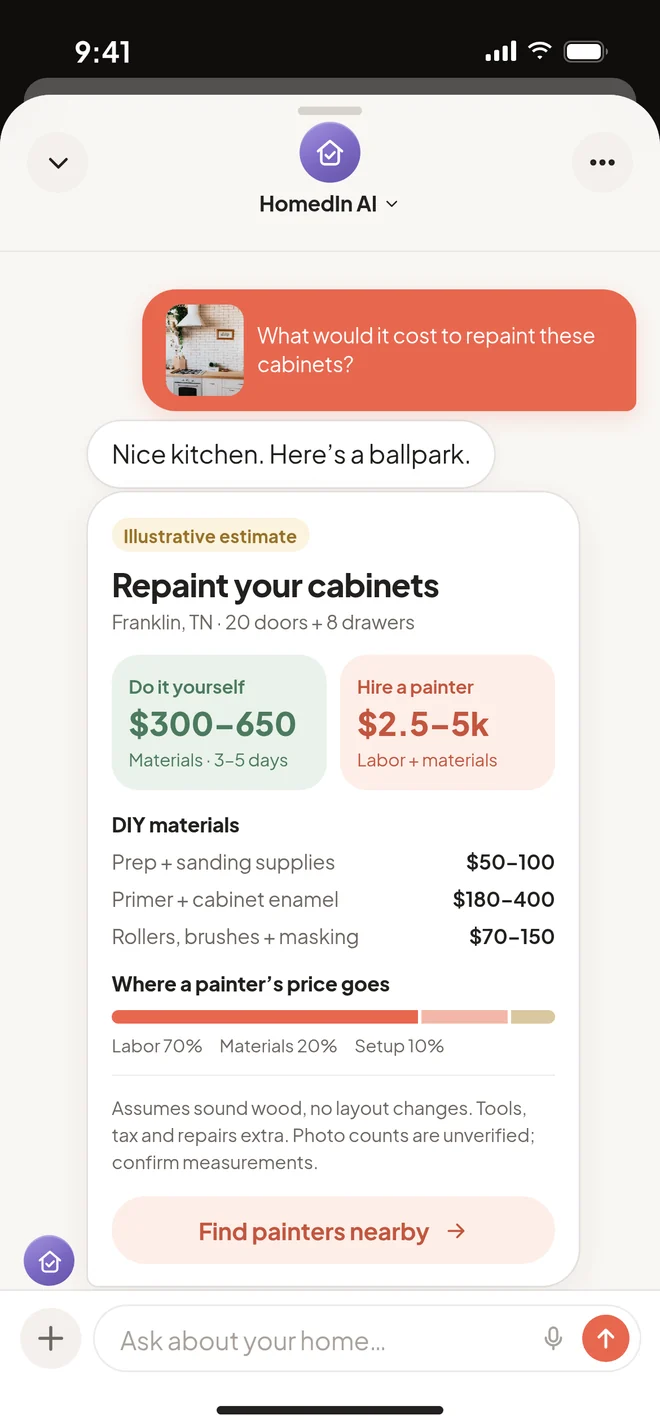 9:41
HomedIn AI
What would it cost to repaint these
cabinets?
Nice kitchen. Here’s a ballpark.
Illustrative estimate
Repaint your cabinets
Franklin, TN · 20 doors + 8 drawers
Do it yourself
$300–650
Materials · 3–5 days
Hire a painter
$2.5–5k
Labor + materials
DIY materials
Prep + sanding supplies $50–100
Primer + cabinet enamel $180–400
Rollers, brushes + masking $70–150
Where a painter’s price goes
Labor 70% Materials 20% Setup 10%
Assumes sound wood, no layout changes. Tools,
tax and repairs extra. Photo counts are unverified;
confirm measurements.
Find painters nearby →
Ask about your home…